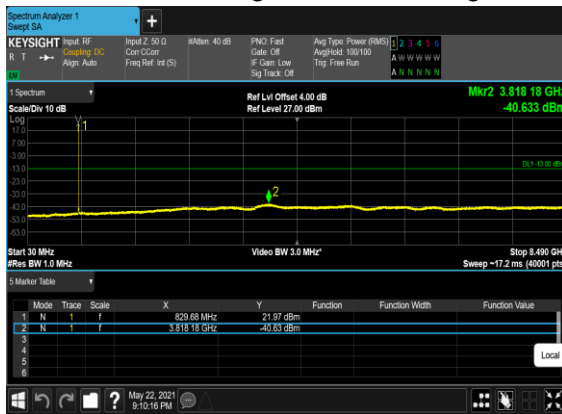 Spectrum Analyzer 1
Swept SA
+
KEYSIGHT Input: RF Input Z: 50 Ω #Atten: 40 dB PNO: Fast Avg Type: Power (RMS) 1 2 3 4 5 6
R T Coupling: DC Corr CCorr Gate: Off Avg|Hold: 100/100 A W W W W W
Align: Auto Freq Ref: Int (S) IF Gain: Low Trig: Free Run
Sig Track: Off A N N N N N
1 Spectrum Ref Lvl Offset 4.00 dB Mkr2 3.818 18 GHz
Scale/Div 10 dB Ref Level 27.00 dBm -40.633 dBm
Log
17.0 1
7.00
-3.00
-13.0 DL1 -13.00 dBm
-23.0
-33.0 2
-43.0
-53.0
-63.0
Start 30 MHz Video BW 3.0 MHz* Stop 8.490 GHz
#Res BW 1.0 MHz Sweep ~17.2 ms (40001 pts)
5 Marker Table
Mode Trace Scale X Y Function Function Width Function Value
1 N 1 f 829.68 MHz 21.97 dBm
2 N 1 f 3.818 18 GHz -40.63 dBm
3
4
5 Local
6
? May 22, 2021
9:10:16 PM